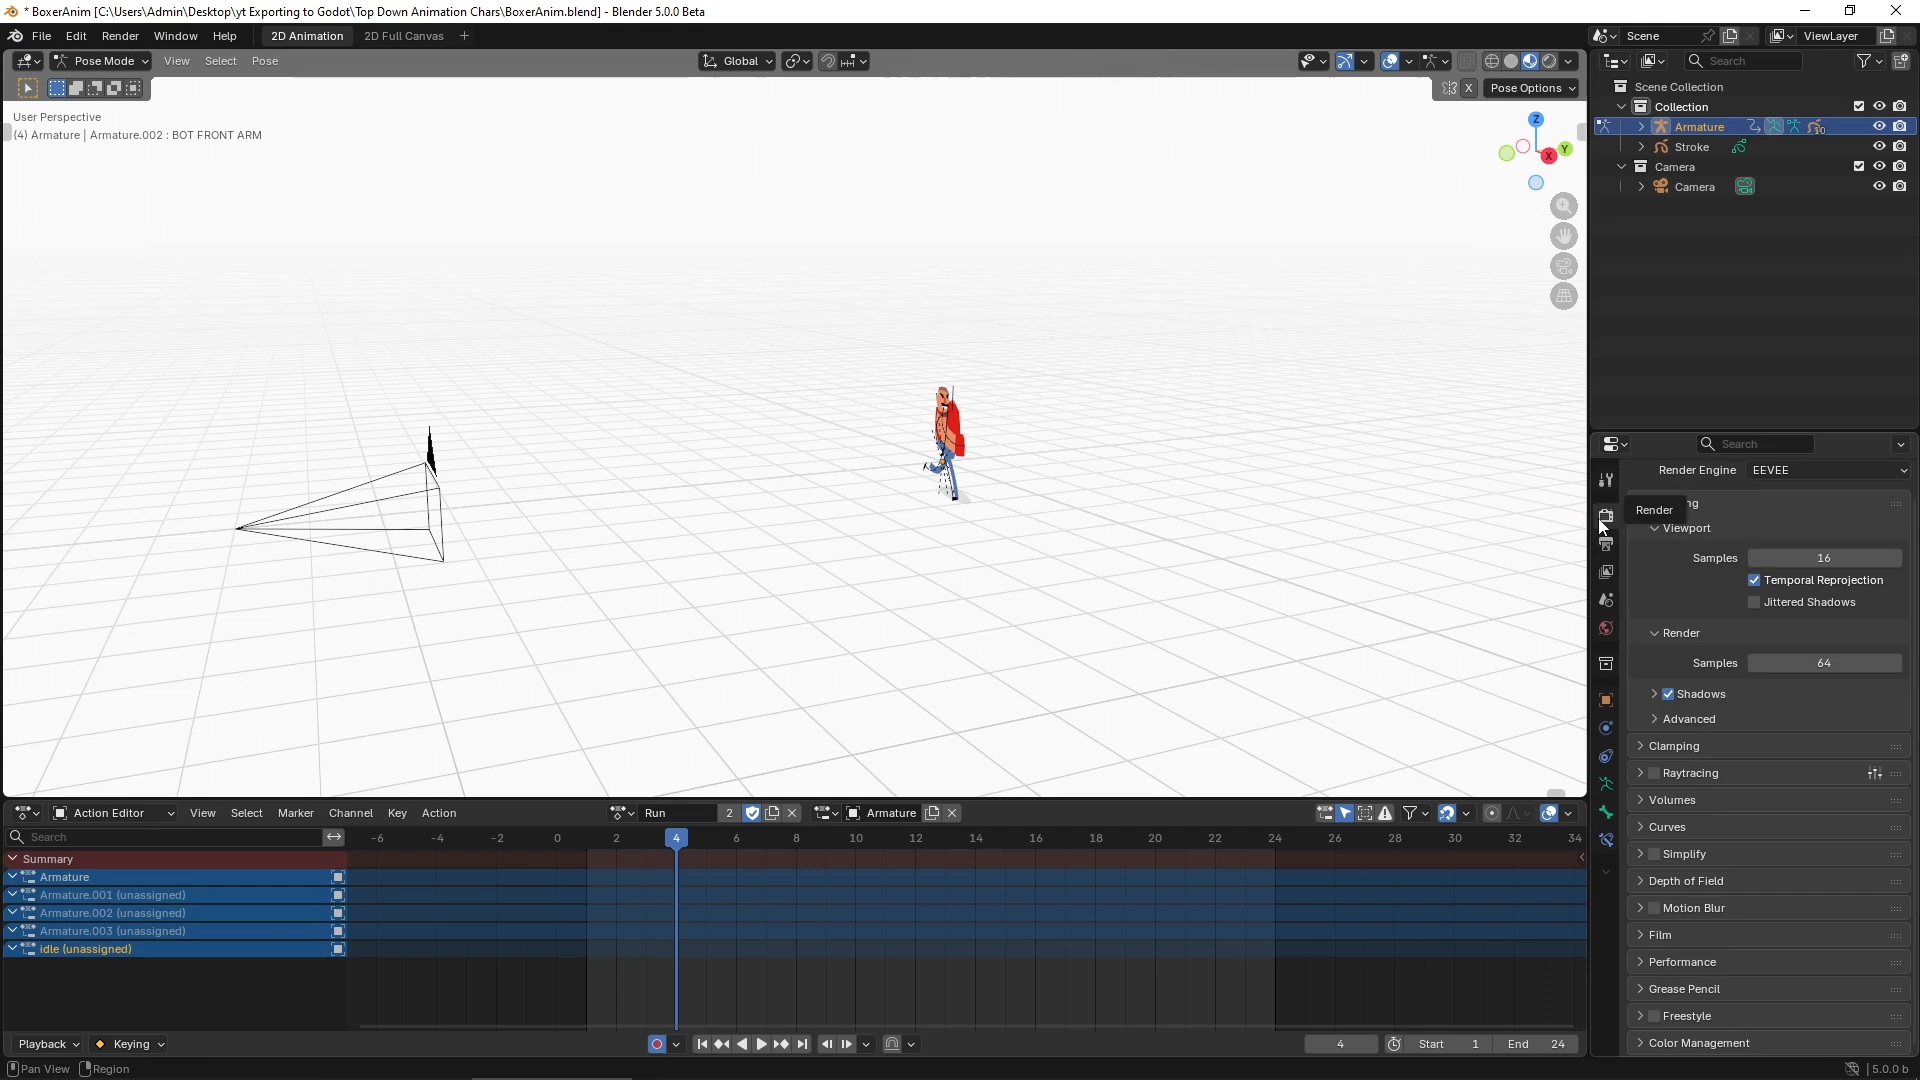 * BoxerAnim [C:\Users\Admin\Desktop\yt Exporting to Godot\Top Down Animation Chars\BoxerAnim.blend] - Blender 5.0.0 Beta
File Edit Render Window Help 2D Animation 2D Full Canvas +
Scene ViewLayer
Pose Mode View Select Pose Global
Search
X Pose Options
User Perspective
(4) Armature | Armature.002 : BOT FRONT ARM
Z
Y
X
Scene Collection
Collection
Armature 10
Stroke
Camera
Camera
Search
Render Engine EEVEE
Render
Viewport
Samples 16
Temporal Reprojection
Jittered Shadows
Render
Samples 64
Shadows
Advanced
Clamping
Raytracing
Volumes
Curves
Simplify
Depth of Field
Motion Blur
Film
Performance
Grease Pencil
Freestyle
Color Management
Action Editor View Select Marker Channel Key Action Run 2 Armature
Search -6 -4 -2 0 2 4 6 8 10 12 14 16 18 20 22 24 26 28 30 32 34
Summary
Armature
Armature.001 (unassigned)
Armature.002 (unassigned)
Armature.003 (unassigned)
idle (unassigned)
Playback Keying 4 Start 1 End 24
Pan View Region 5.0.0 b